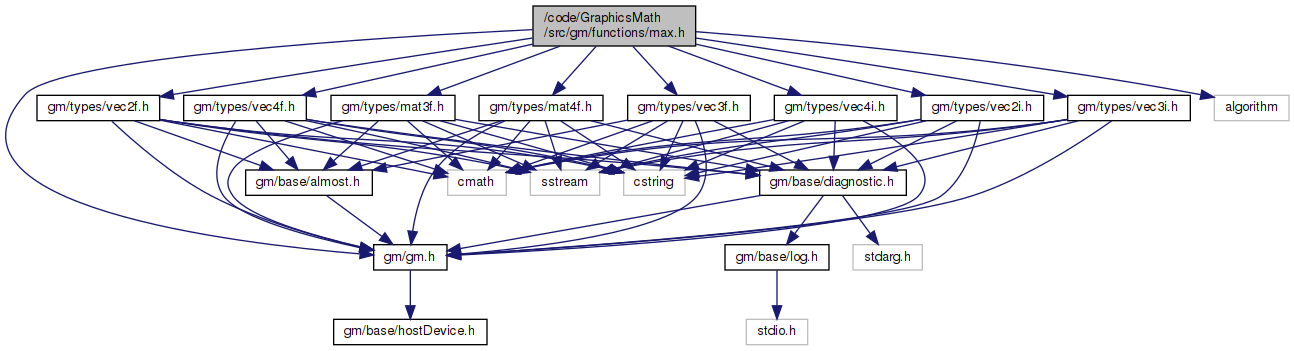 /code/GraphicsMath
/src/gm/functions/max.h
gm/types/vec2f.h
gm/types/vec4f.h
gm/types/mat3f.h
gm/types/mat4f.h
gm/types/vec3f.h
gm/types/vec4i.h
gm/types/vec2i.h
gm/types/vec3i.h
algorithm
gm/base/almost.h
cmath
sstream
cstring
gm/base/diagnostic.h
gm/gm.h
gm/base/log.h
stdarg.h
gm/base/hostDevice.h
stdio.h